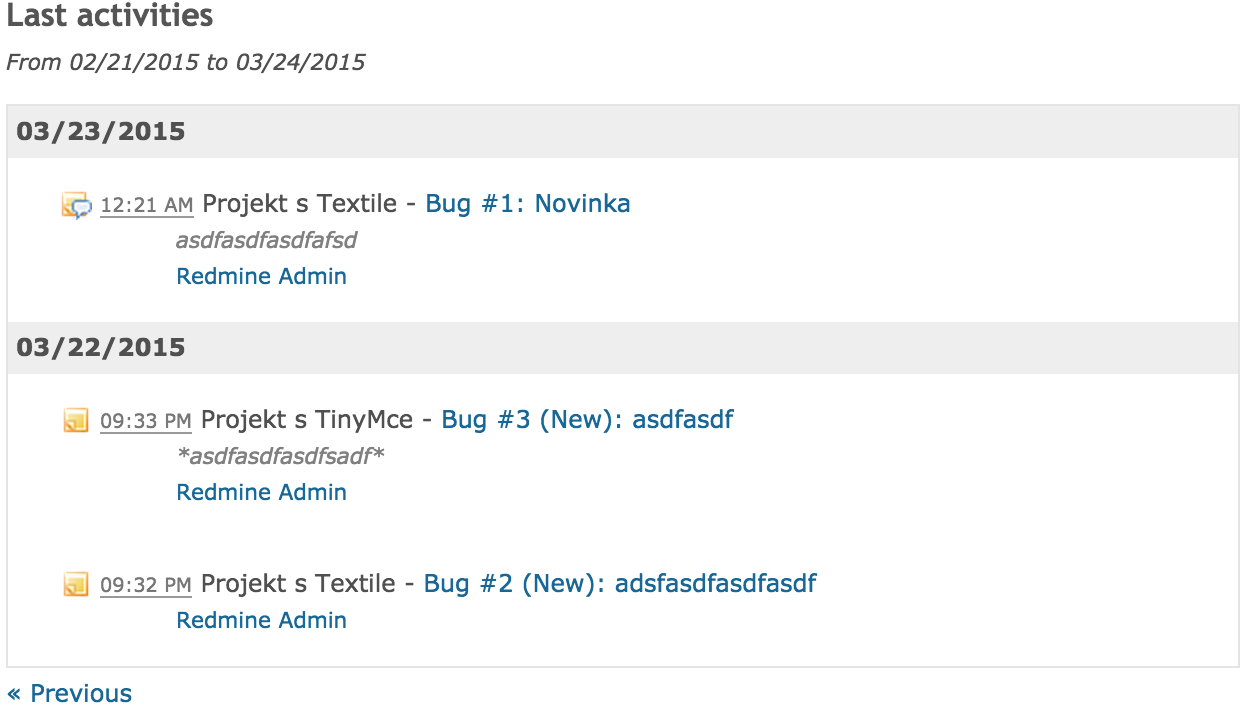 Last activities
From 02/21/2015 to 03/24/2015
03/23/2015
12:21 AM Projekt s Textile - Bug #1: Novinka
asdfasdfasdfafsd
Redmine Admin
03/22/2015
09:33 PM Projekt s TinyMce - Bug #3 (New): asdfasdf
*asdfasdfasdfsadf*
Redmine Admin
09:32 PM Projekt s Textile - Bug #2 (New): adsfasdfasdfasdf
Redmine Admin
« Previous